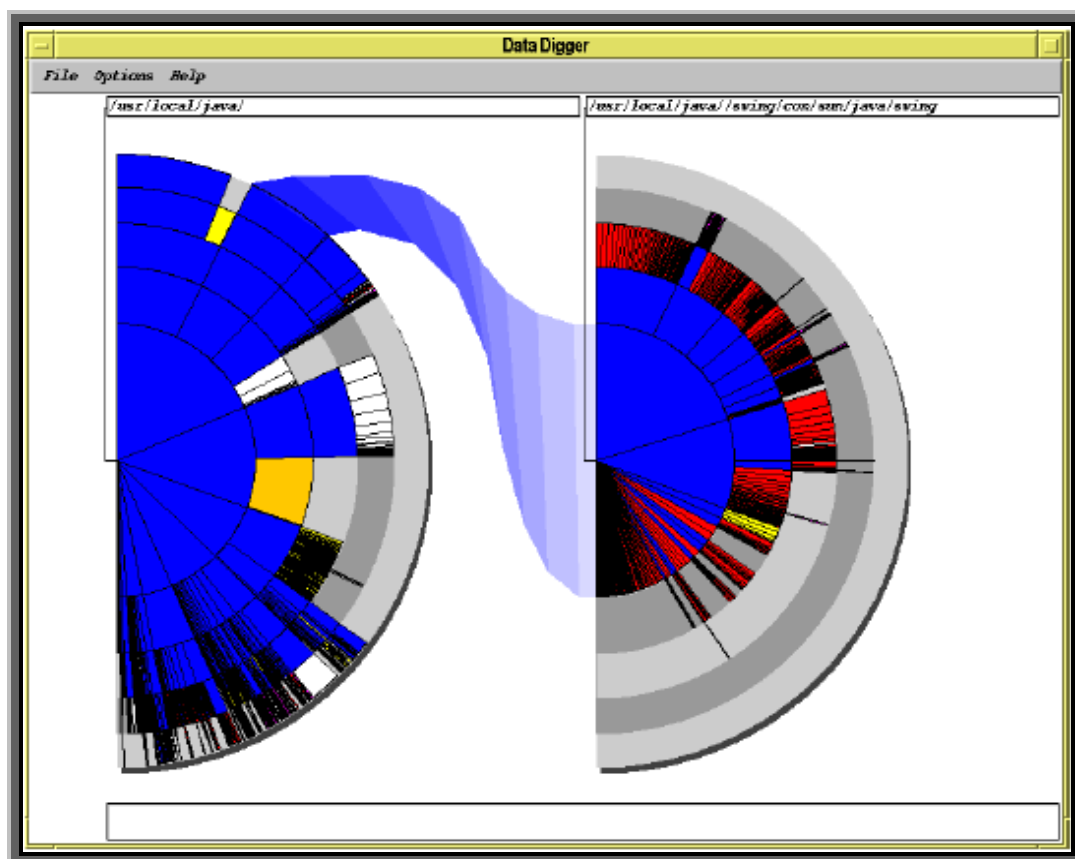 Data Digger
File Options Help
/usr/local/java/
/usr/local/java//swing/com/sun/java/swing